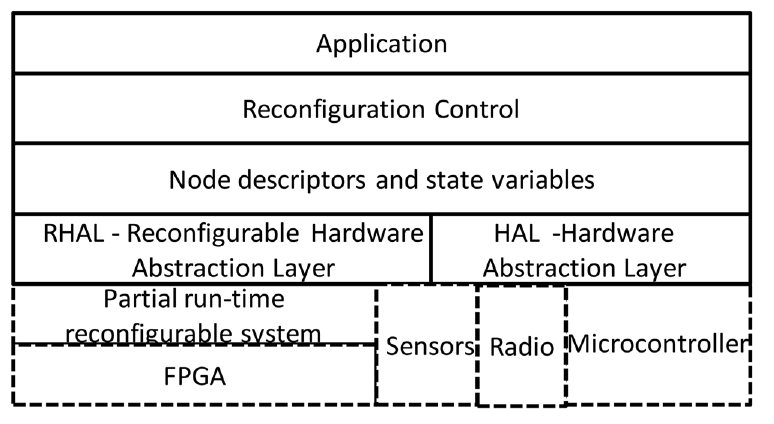 Application
Reconfiguration Control
Node descriptors and state variables
RHAL - Reconfigurable Hardware
Abstraction Layer
HAL -Hardware
Abstraction Layer
Partial run-time
reconfigurable system
FPGA
Sensors
Radio
Microcontroller